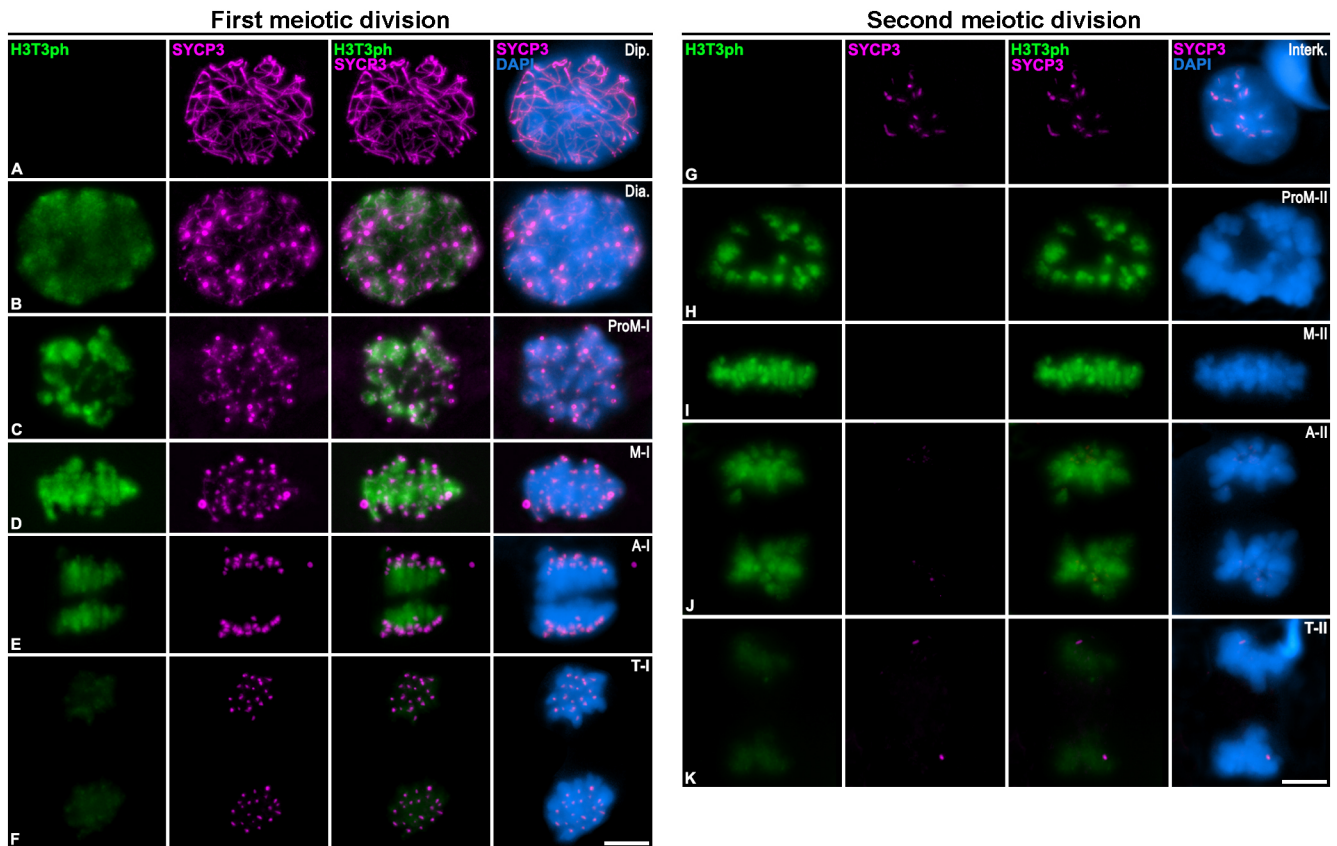 First meiotic division
H3T3ph
SYCP3
H3T3ph
SYCP3
SYCP3
DAPI
Dip.
A
Dia.
B
ProM-I
C
M-I
D
A-I
E
T-I
F
Second meiotic division
H3T3ph
SYCP3
H3T3ph
SYCP3
SYCP3
DAPI
Interk.
G
ProM-II
H
M-II
I
A-II
J
T-II
K